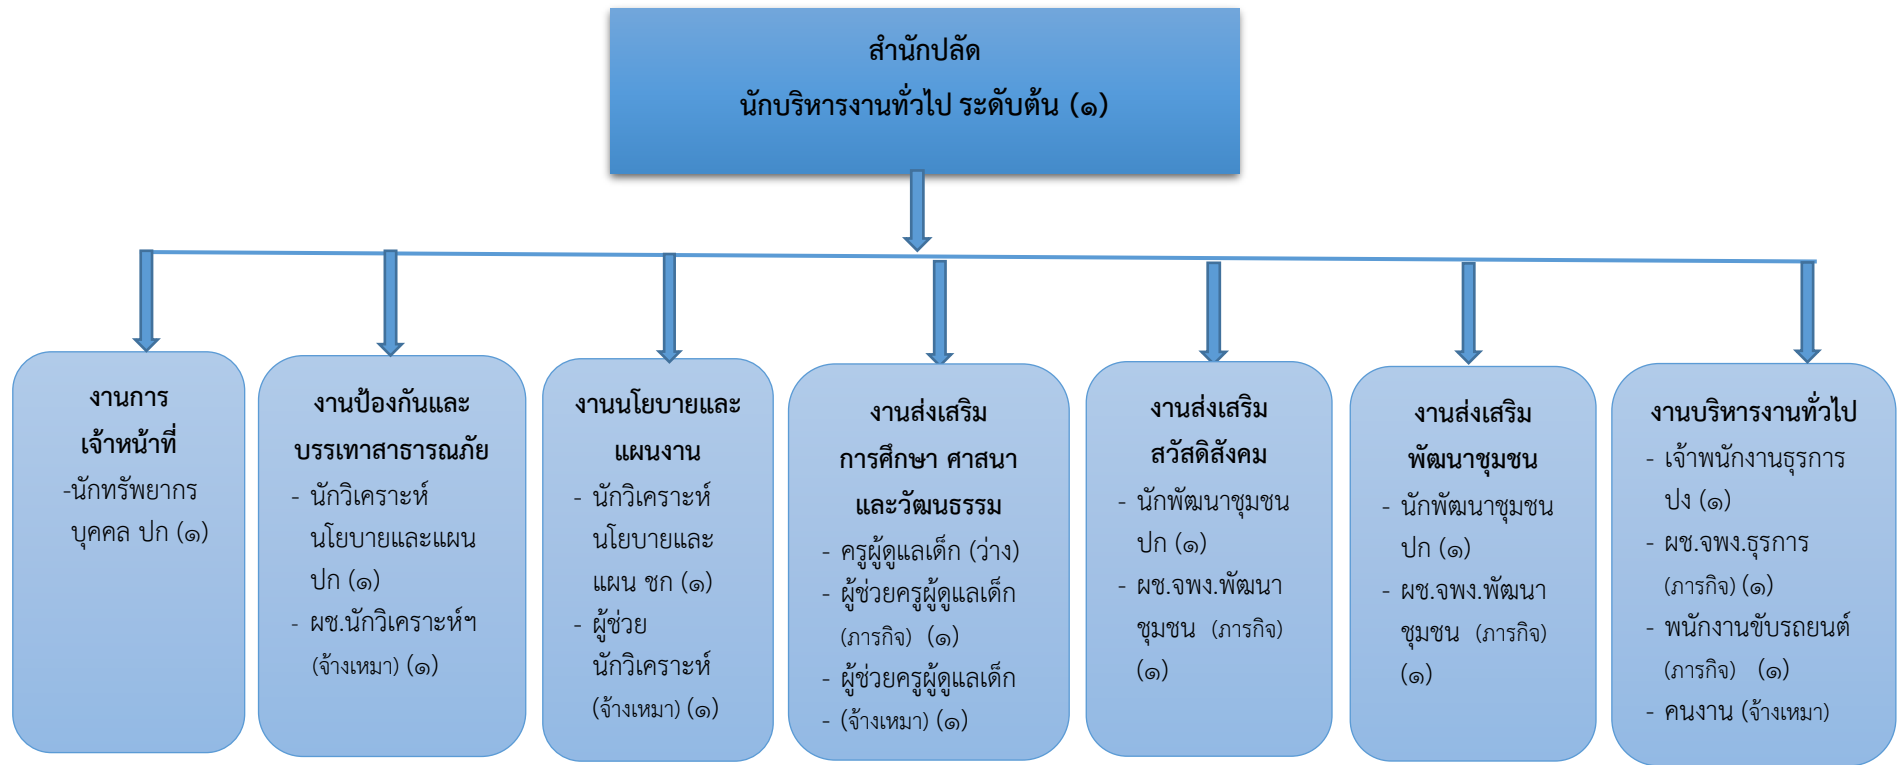 สำนักปลัด
นักบริหารงานทั่วไป ระดับต้น (๑)
งานการ
เจ้าหน้าที่
-นักทรัพยากร
บุคคล ปก (๑)
งานป้องกันและ
บรรเทาสาธารณภัย
- นักวิเคราะห์
นโยบายและแผน
ปก (๑)
- ผช.นักวิเคราะห์ฯ
(จ้างเหมา) (๑)
งานนโยบายและ
แผนงาน
- นักวิเคราะห์
นโยบายและ
แผน ชก (๑)
- ผู้ช่วย
นักวิเคราะห์
(จ้างเหมา) (๑)
งานส่งเสริม
การศึกษา ศาสนา
และวัฒนธรรม
- ครูผู้ดูแลเด็ก (ว่าง)
- ผู้ช่วยครูผู้ดูแลเด็ก
(ภารกิจ) (๑)
- ผู้ช่วยครูผู้ดูแลเด็ก
- (จ้างเหมา) (๑)
งานส่งเสริม
สวัสดิสังคม
- นักพัฒนาชุมชน
ปก (๑)
- ผช.จพง.พัฒนา
ชุมชน (ภารกิจ)
(๑)
งานส่งเสริม
พัฒนาชุมชน
- นักพัฒนาชุมชน
ปก (๑)
- ผช.จพง.พัฒนา
ชุมชน (ภารกิจ)
(๑)
งานบริหารงานทั่วไป
- เจ้าพนักงานธุรการ
ปง (๑)
- ผช.จพง.ธุรการ
(ภารกิจ) (๑)
- พนักงานขับรถยนต์
(ภารกิจ) (๑)
- คนงาน (จ้างเหมา)